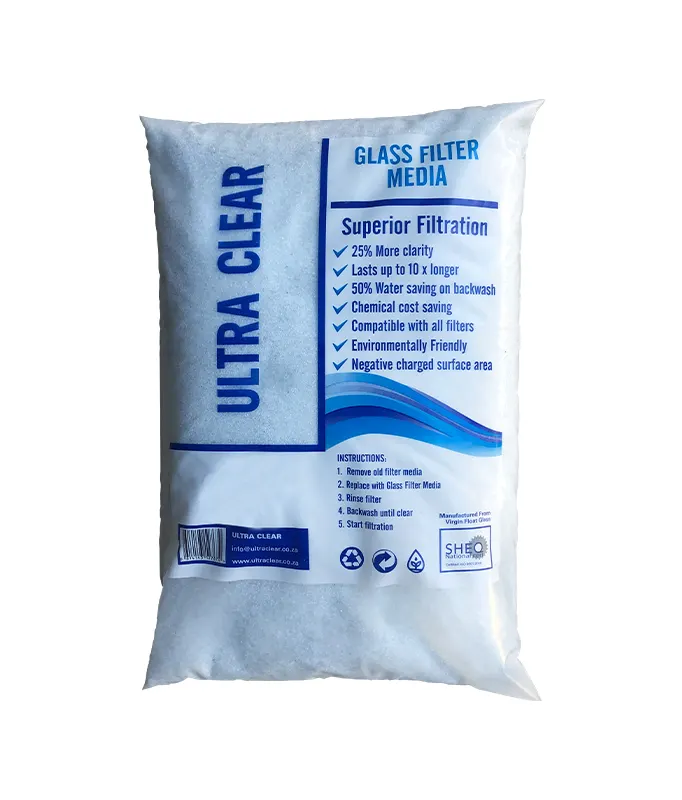 ULTRA CLEAR
GLASS FILTER
MEDIA
Superior Filtration
25% More clarity
Lasts up to 10 x longer
50% Water saving on backwash
Chemical cost saving
Compatible with all filters
Environmentally Friendly
Negative charged surface area
INSTRUCTIONS:
1. Remove old filter media
2. Replace with Glass Filter Media
3. Rinse filter
4. Backwash until clear
5. Start filtration
Manufactured From
Virgin Float Glass
ULTRA CLEAR
info@ultraclear.co.za
www.ultraclear.co.za
SHEQ
National